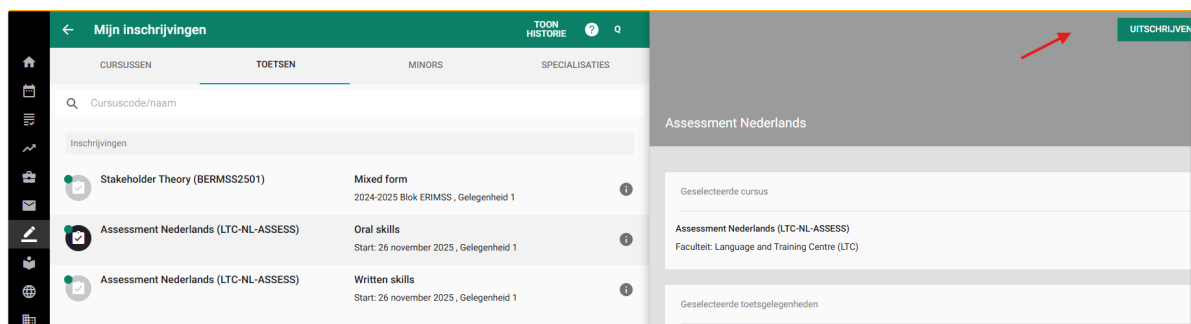 Mijn inschrijvingen
TOON
HISTORIE
?
Q
UITSCHRIJVEN
CURSUSSEN
TOETSEN
MINORS
SPECIALISATIES
Cursuscode/naam
Inschrijvingen
Stakeholder Theory (BERMSS2501)
Mixed form
2024-2025 Blok ERIMSS , Gelegenheid 1
Assessment Nederlands (LTC-NL-ASSESS)
Oral skills
Start: 26 november 2025 , Gelegenheid 1
Assessment Nederlands (LTC-NL-ASSESS)
Written skills
Start: 26 november 2025 , Gelegenheid 1
Assessment Nederlands
Geselecteerde cursus
Assessment Nederlands (LTC-NL-ASSESS)
Faculteit: Language and Training Centre (LTC)
Geselecteerde toetsgelegenheden